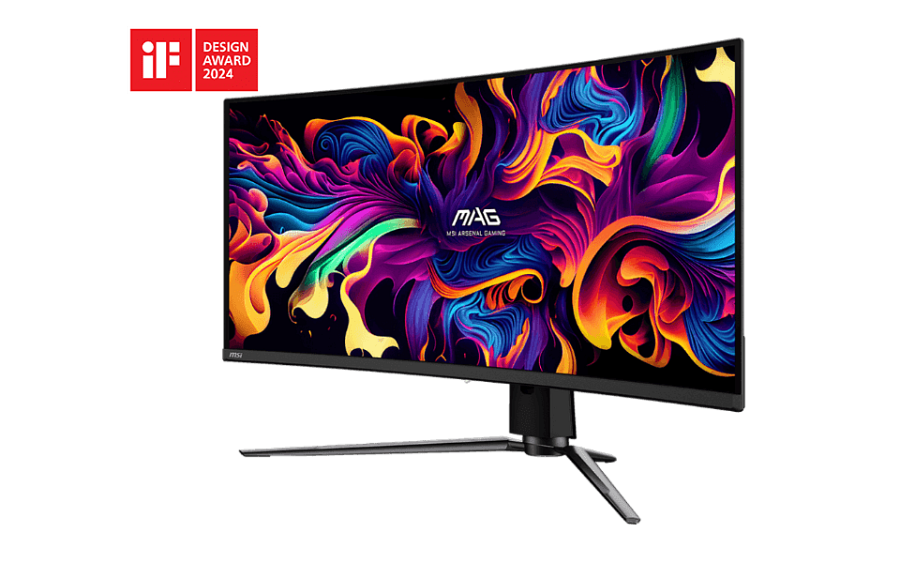 iF
DESIGN
AWARD
2024
MAG
MSI ARSENAL GAMING
msi